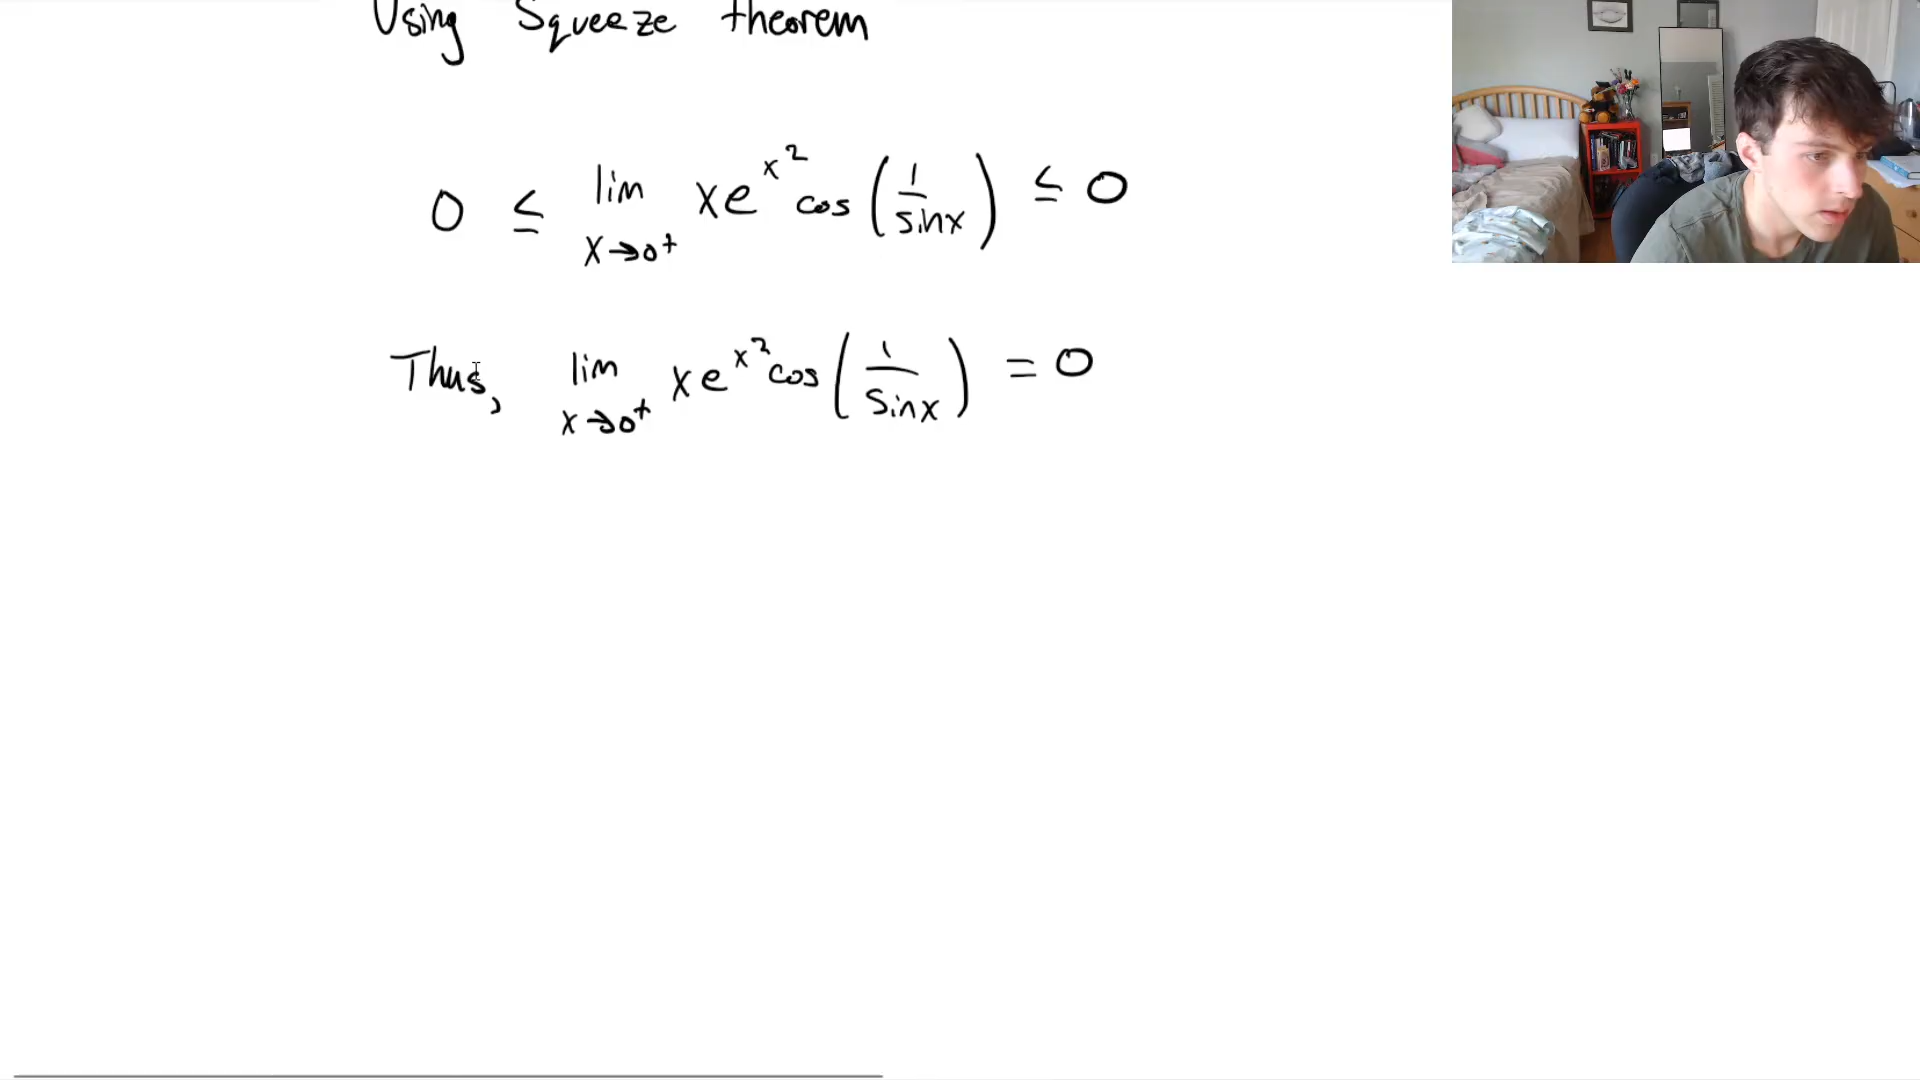 Using Squeeze theorem
0 ≤ lim x→0⁺ xe^{x²} cos(1/sinx) ≤ 0
Thus, lim x→0⁺ xe^{x²} cos(1/sinx) = 0